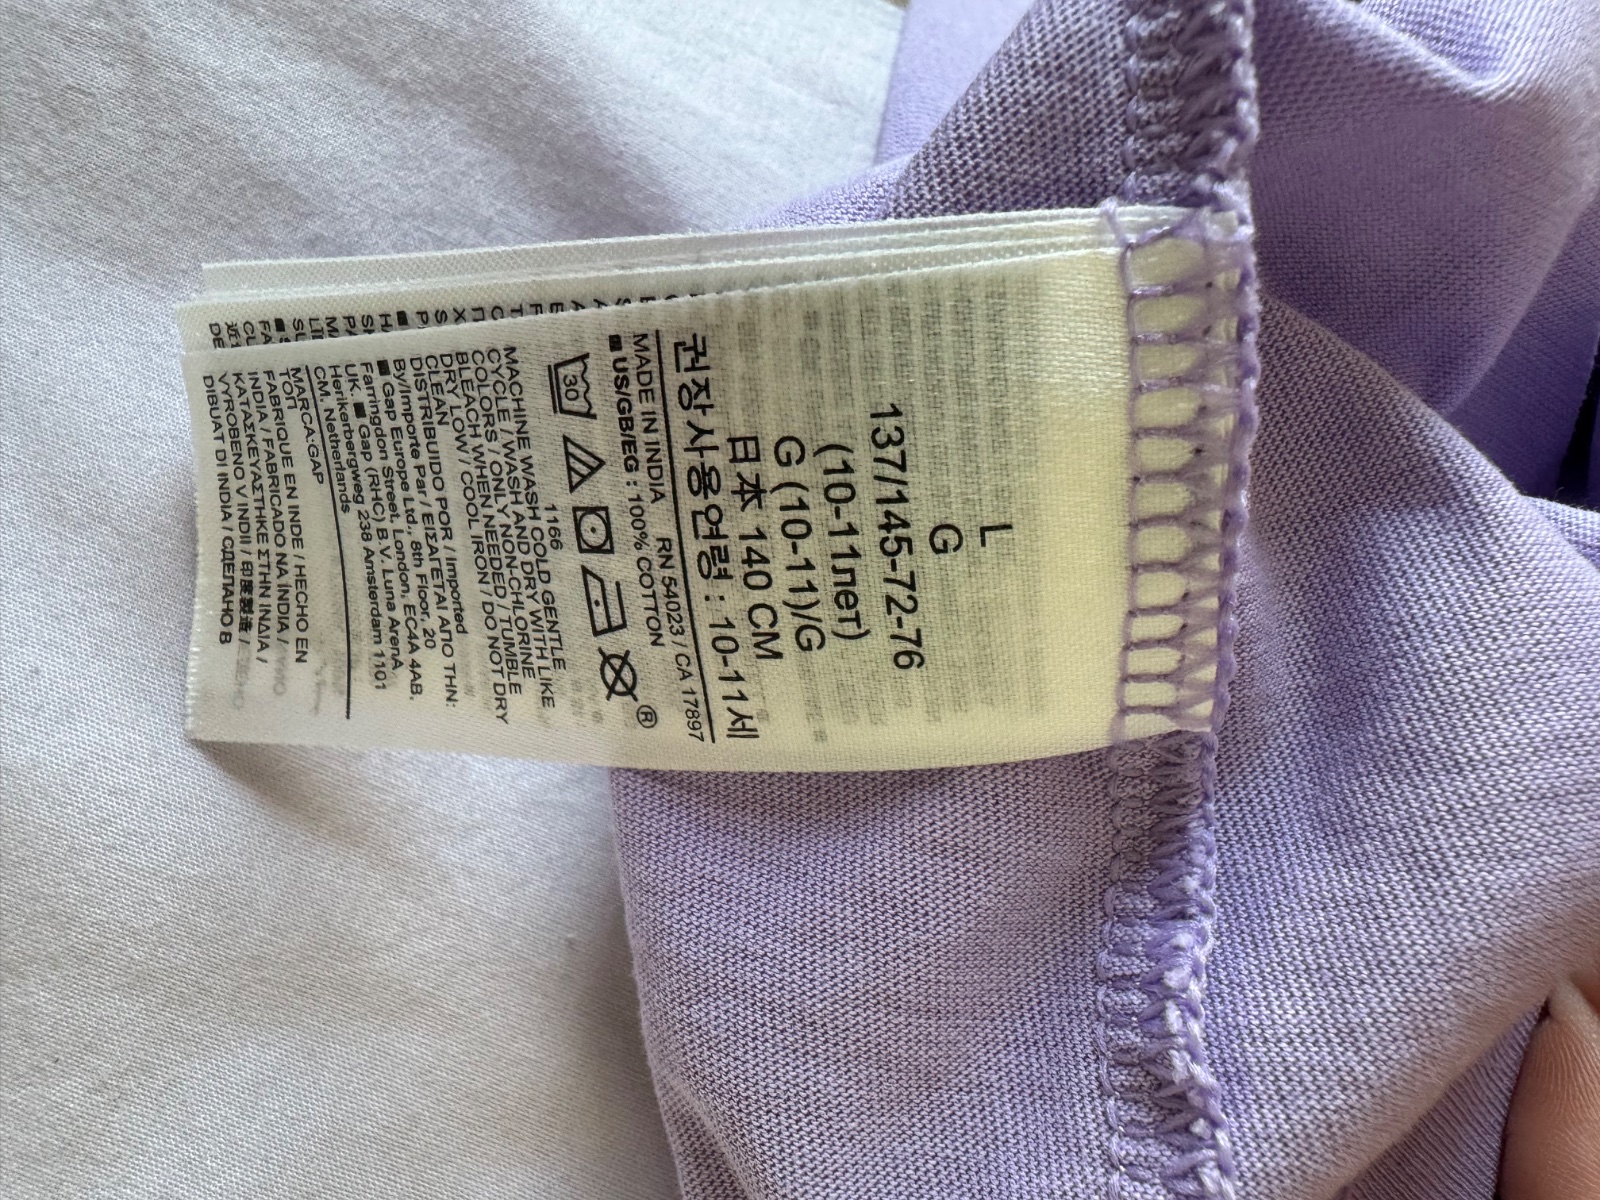 L
G
137/145-72-76
(10-11лет)
G (10-11)/G
日本 140 CM
권장사용연령 : 10-11세
MADE IN INDIA RN 54023 / CA 17897
■ US/GB/EG : 100% COTTON
30
®
1166
MACHINE WASH COLD GENTLE
CYCLE / WASH AND DRY WITH LIKE
COLORS / ONLY NON-CHLORINE
BLEACH WHEN NEEDED / TUMBLE
DRY LOW / COOL IRON / DO NOT DRY
CLEAN
DISTRIBUIDO POR / Imported
By/Importe Par / ΕΙΣΑΓΕΤΑΙ ΑΠΟ ΤΗΝ:
■ Gap Europe Ltd., 8th Floor, 20
Farringdon Street, London, EC4A 4AB,
UK. ■ Gap (RHC) B.V. Luna ArenA,
Herikerbergweg 238 Amsterdam 1101
CM. Netherlands
MARCA:GAP
ТОП
FABRIQUE EN INDE / HECHO EN
INDIA / FABRICADO NA ÍNDIA /
ΚΑΤΑΣΚΕΥΑΣΤΗΚΕ ΣΤΗΝ ΙΝΔΙΑ /
VYROBENO V INDII / 印度製造 /
DIBUAT DI INDIA / СДЕЛАНО В